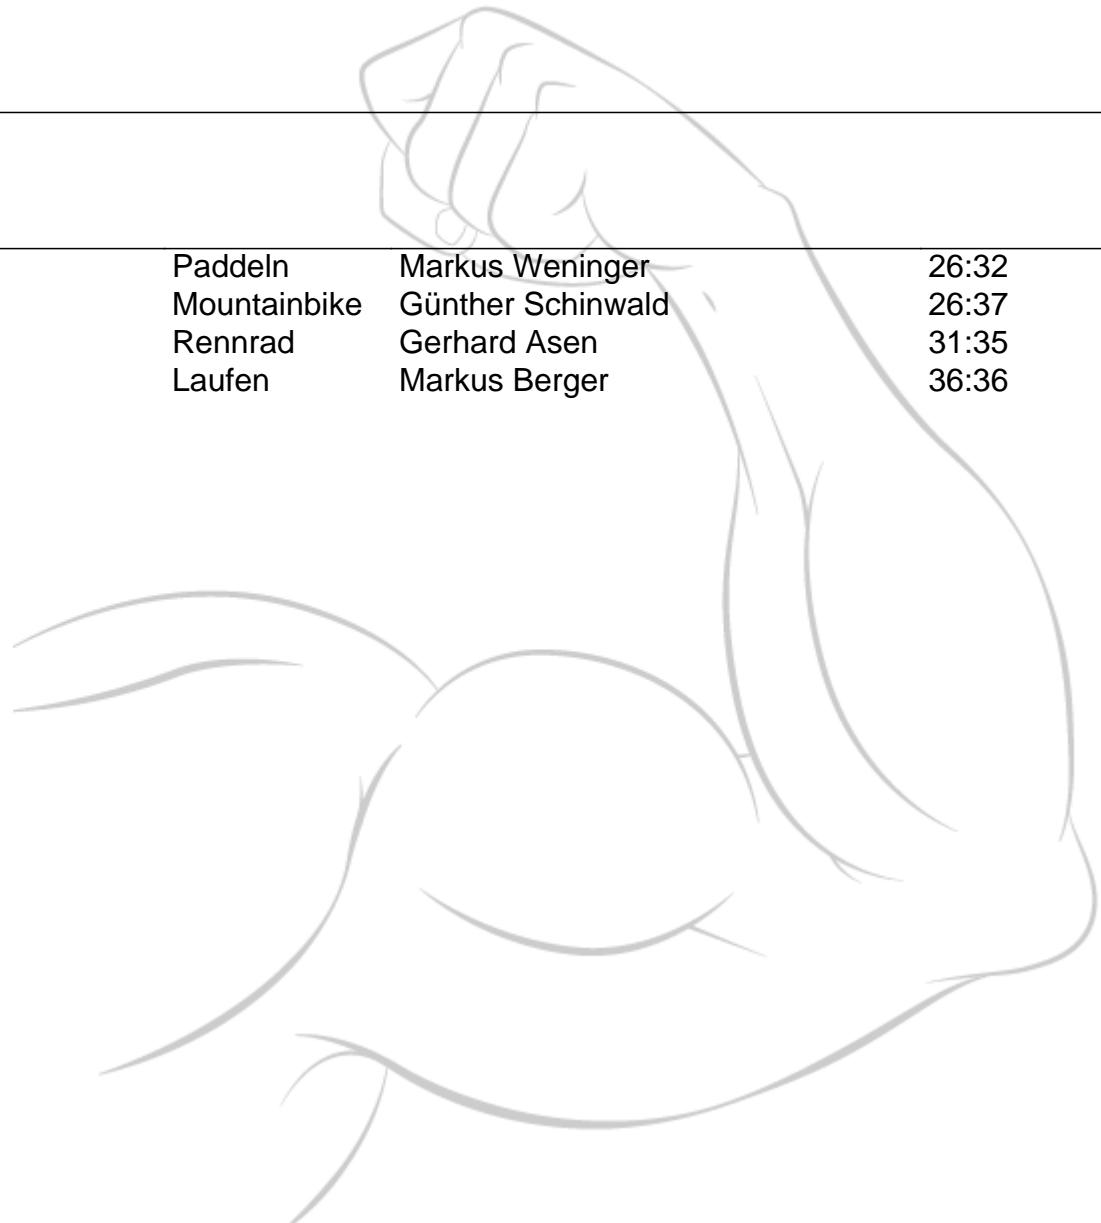 Paddeln Markus Weninger 26:32
Mountainbike Günther Schinwald 26:37
Rennrad Gerhard Asen 31:35
Laufen Markus Berger 36:36